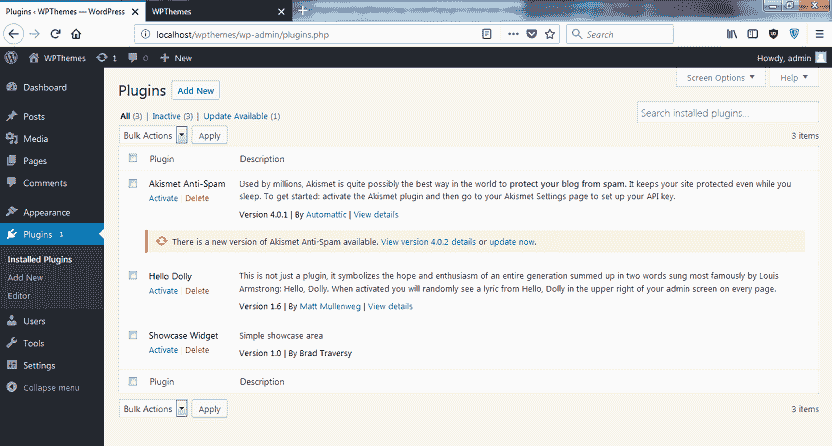 Plugins ‹ WPThemes — WordPress
WPThemes
localhost/wpthemes/wp-admin/plugins.php
Search
WPThemes 1 0 + New
Howdy, admin
Screen Options
Help
Dashboard
Posts
Media
Pages
Comments
Appearance
Plugins 1
Installed Plugins
Add New
Editor
Users
Tools
Settings
Collapse menu
Plugins Add New
All (3) | Inactive (3) | Update Available (1)
Search installed plugins...
Bulk Actions Apply
3 items
Plugin Description
Akismet Anti-Spam
Activate Delete
Used by millions, Akismet is quite possibly the best way in the world to protect your blog from spam. It keeps your site protected even while you
sleep. To get started: activate the Akismet plugin and then go to your Akismet Settings page to set up your API key.
Version 4.0.1 | By Automattic | View details
There is a new version of Akismet Anti-Spam available. View version 4.0.2 details or update now.
Hello Dolly
Activate Delete
This is not just a plugin, it symbolizes the hope and enthusiasm of an entire generation summed up in two words sung most famously by Louis
Armstrong: Hello, Dolly. When activated you will randomly see a lyric from Hello, Dolly in the upper right of your admin screen on every page.
Version 1.6 | By Matt Mullenweg | View details
Showcase Widget
Activate Delete
Simple showcase area
Version 1.0 | By Brad Traversy
Plugin Description
Bulk Actions Apply
3 items